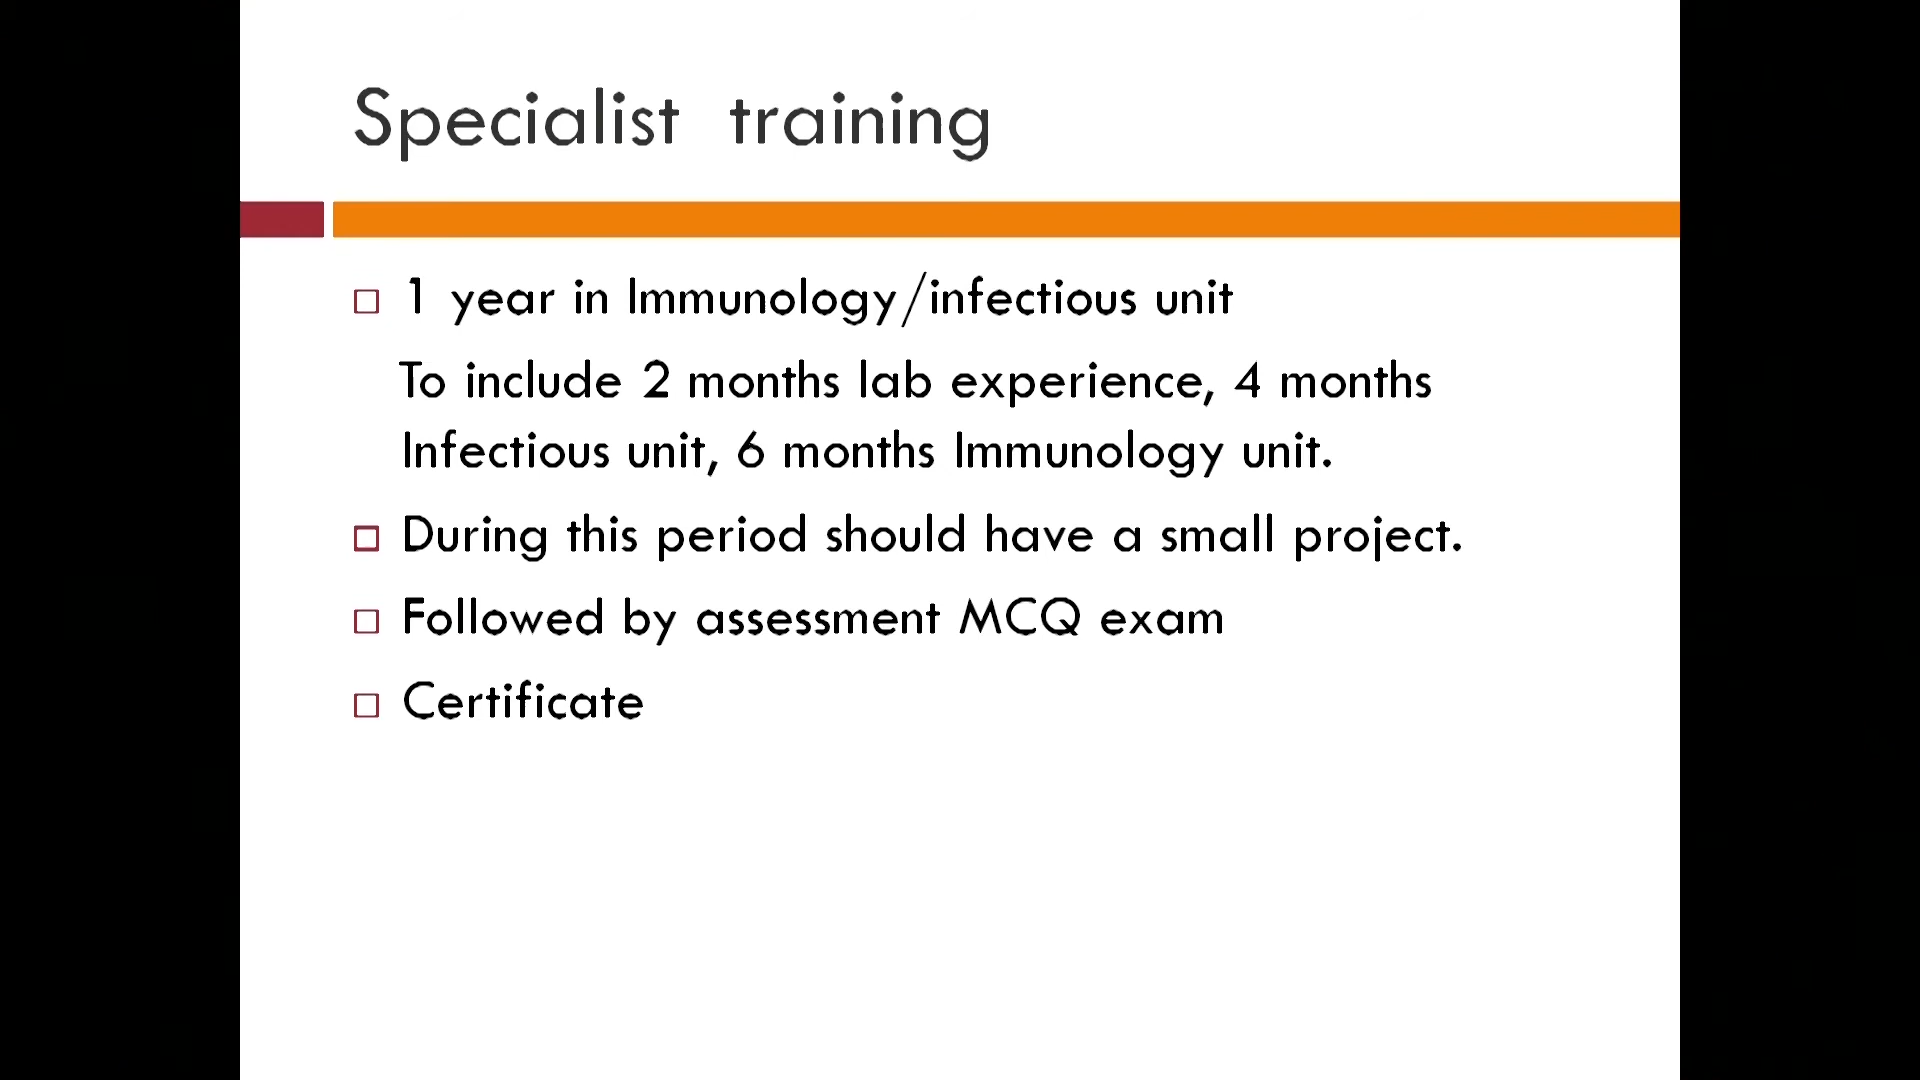 Specialist training
1 year in Immunology/infectious unit
To include 2 months lab experience, 4 months
Infectious unit, 6 months Immunology unit.
During this period should have a small project.
Followed by assessment MCQ exam
Certificate